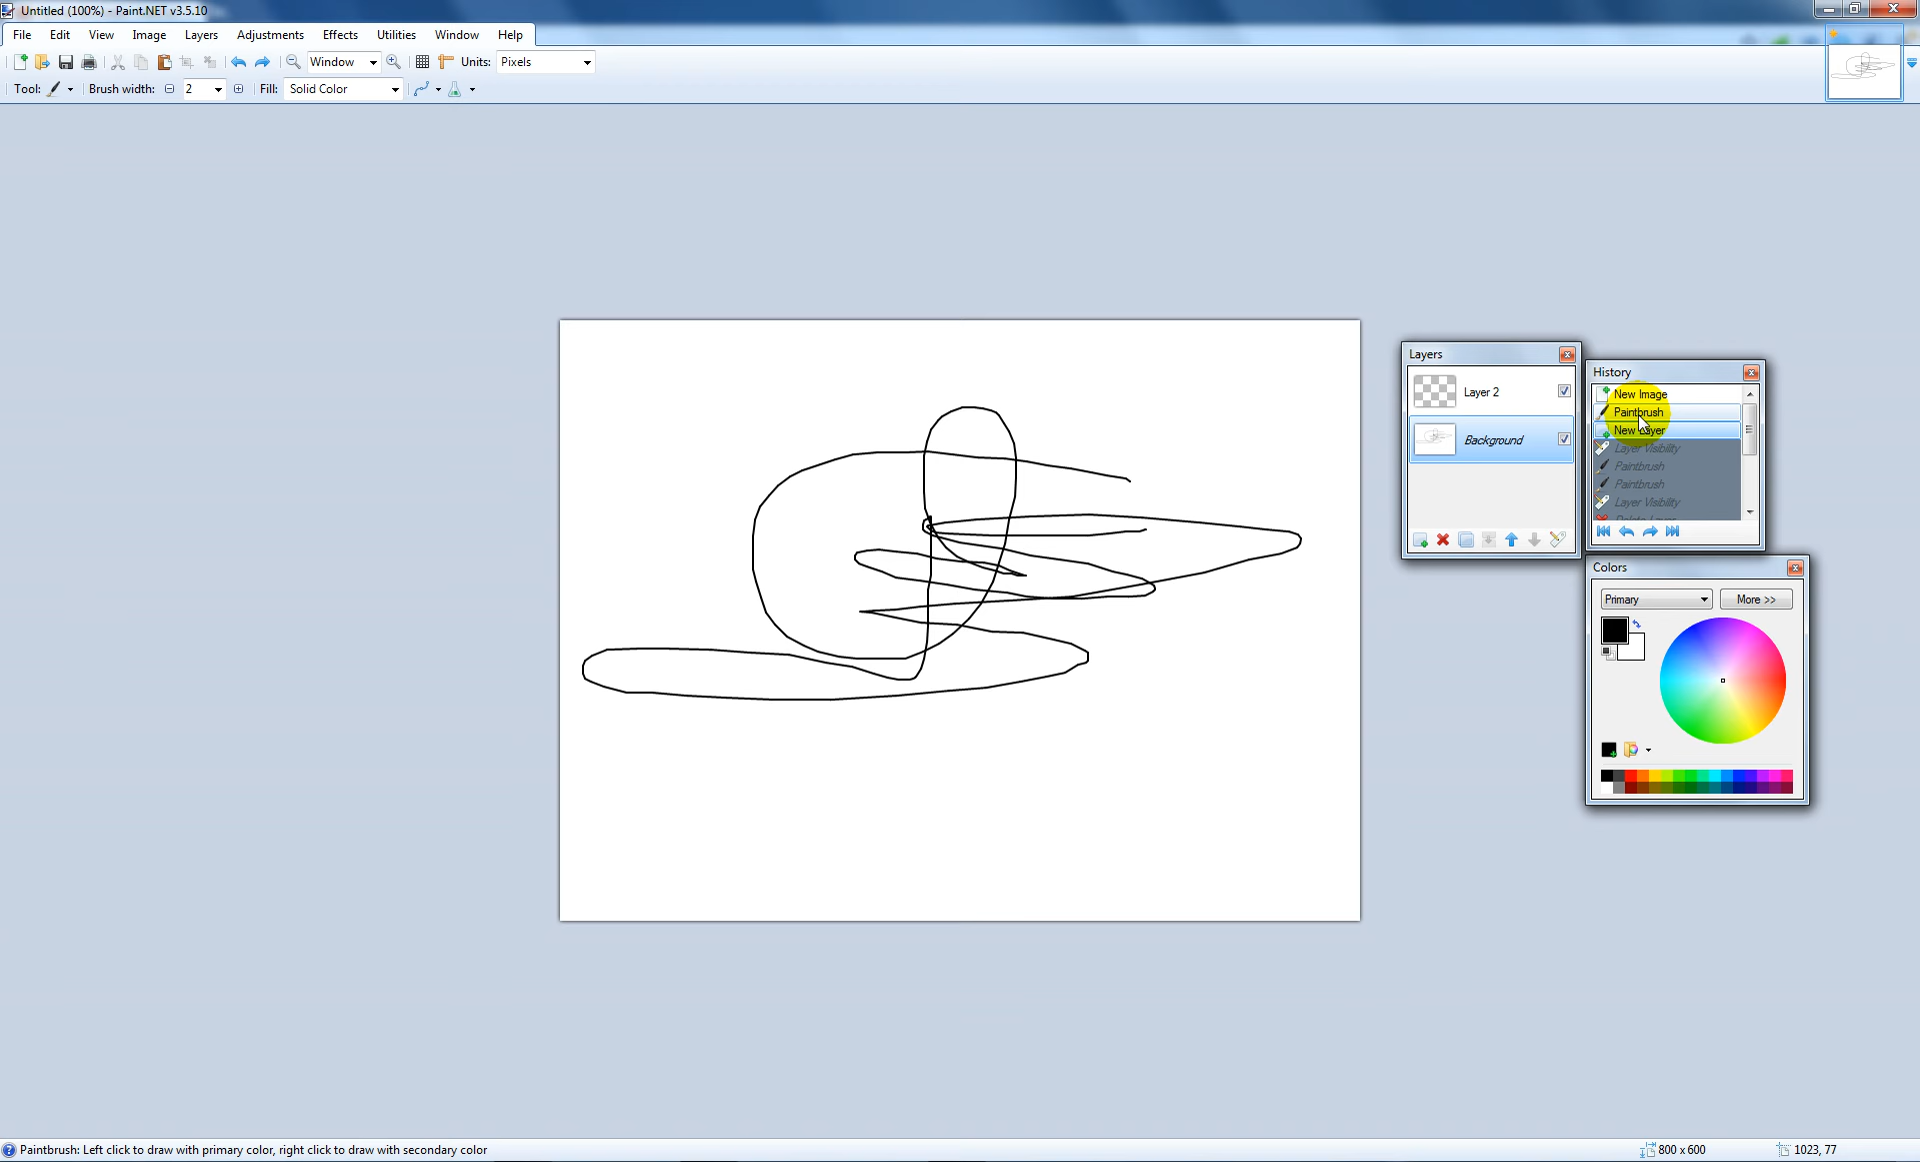 Untitled (100%) - Paint.NET v3.5.10
File Edit View Image Layers Adjustments Effects Utilities Window Help
Window Units: Pixels
Tool: Brush width: 2 Fill: Solid Color
Layers
Layer 2
Background
History
New Image
Paintbrush
New Layer
Layer Visibility
Paintbrush
Paintbrush
Layer Visibility
Delete Layer
Colors
Primary More >>
Paintbrush: Left click to draw with primary color, right click to draw with secondary color 800 x 600 1023, 77